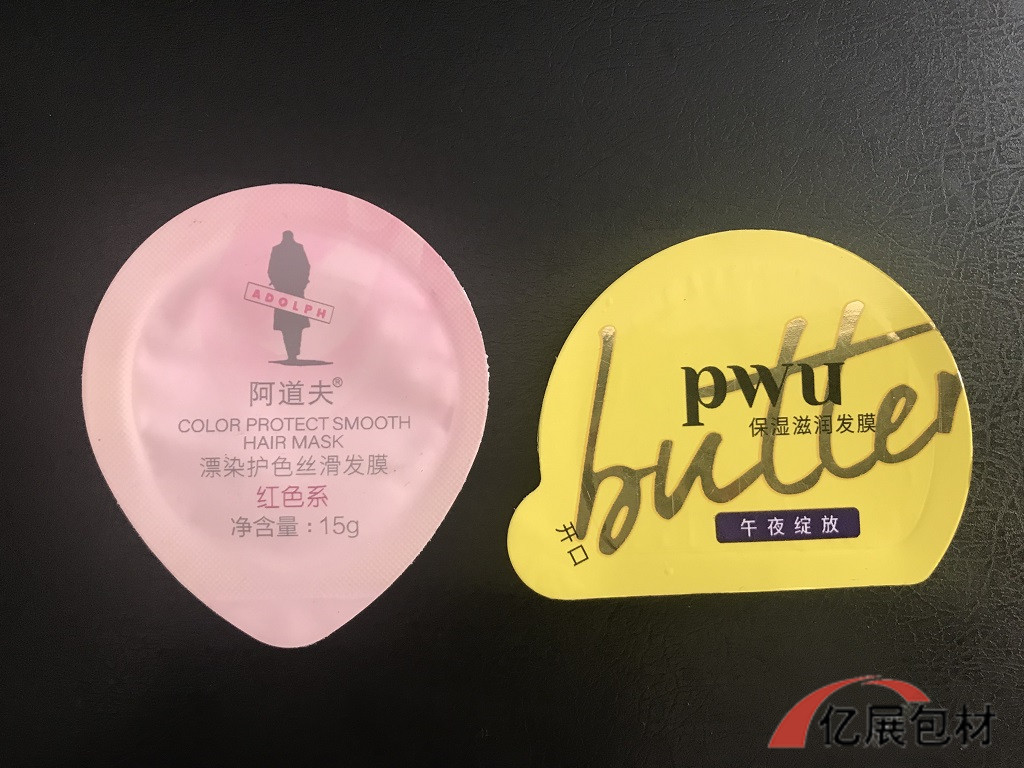 ADOLPH
阿道夫®
COLOR PROTECT SMOOTH
HAIR MASK
漂染护色丝滑发膜
红色系
净含量:15g
butter
pwu
保湿滋润发膜
午夜绽放
开口
亿展包材